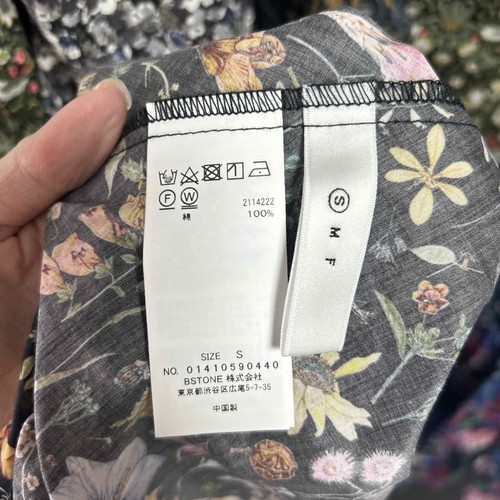 F W 2114222
綿 100%
SIZE S
NO. 01410590440
BSTONE 株式会社
東京都渋谷区広尾5-7-35
中国製
S M F